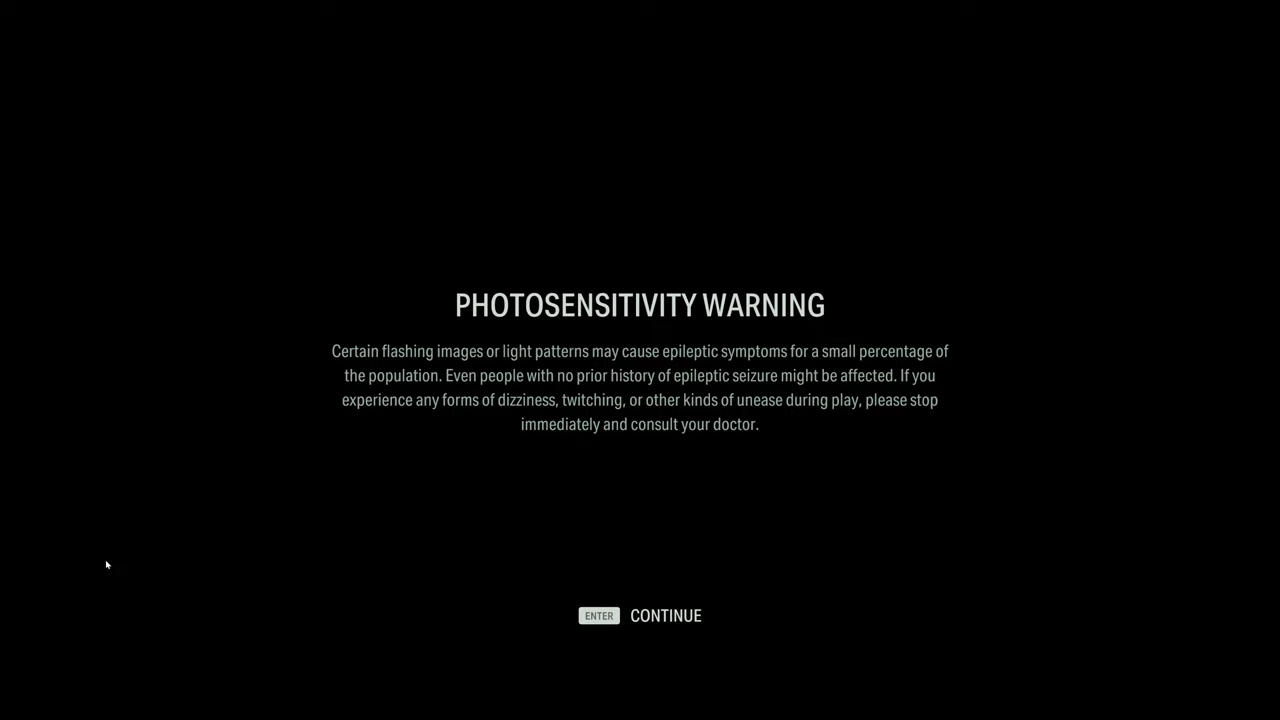 PHOTOSENSITIVITY WARNING
Certain flashing images or light patterns may cause epileptic symptoms for a small percentage of
the population. Even people with no prior history of epileptic seizure might be affected. If you
experience any forms of dizziness, twitching, or other kinds of unease during play, please stop
immediately and consult your doctor.
ENTER CONTINUE